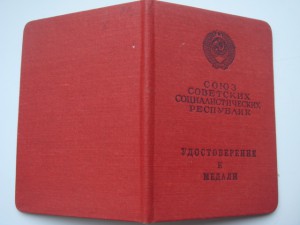 СОЮЗ
СОВЕТСКИХ
СОЦИАЛИСТИЧЕСКИХ
РЕСПУБЛИК
УДОСТОВЕРЕНИЕ
К
МЕДАЛИ